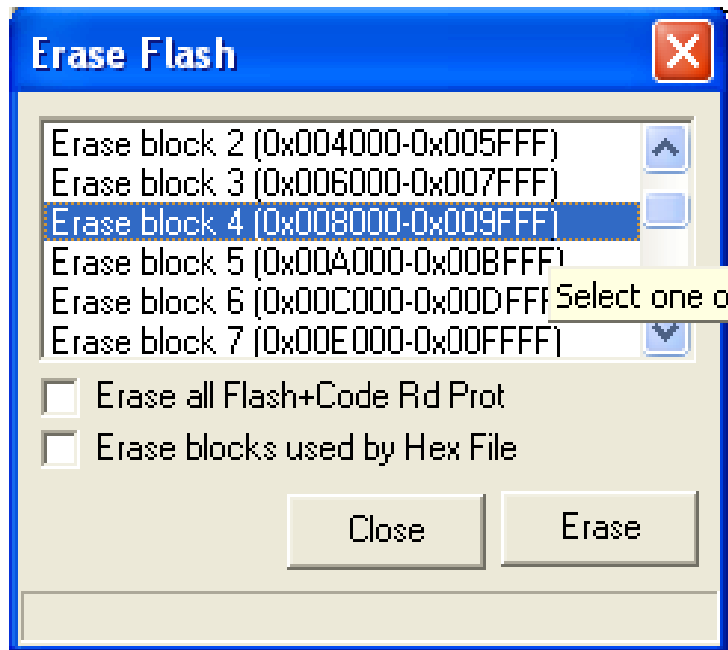 Erase Flash
Erase block 2 (0x004000-0x005FFF)
Erase block 3 (0x006000-0x007FFF)
Erase block 4 (0x008000-0x009FFF)
Erase block 5 (0x00A000-0x00BFFF)
Erase block 6 (0x00C000-0x00DFFF
Select one o
Erase block 7 (0x00E000-0x00FFFF)
Erase all Flash+Code Rd Prot
Erase blocks used by Hex File
Close Erase